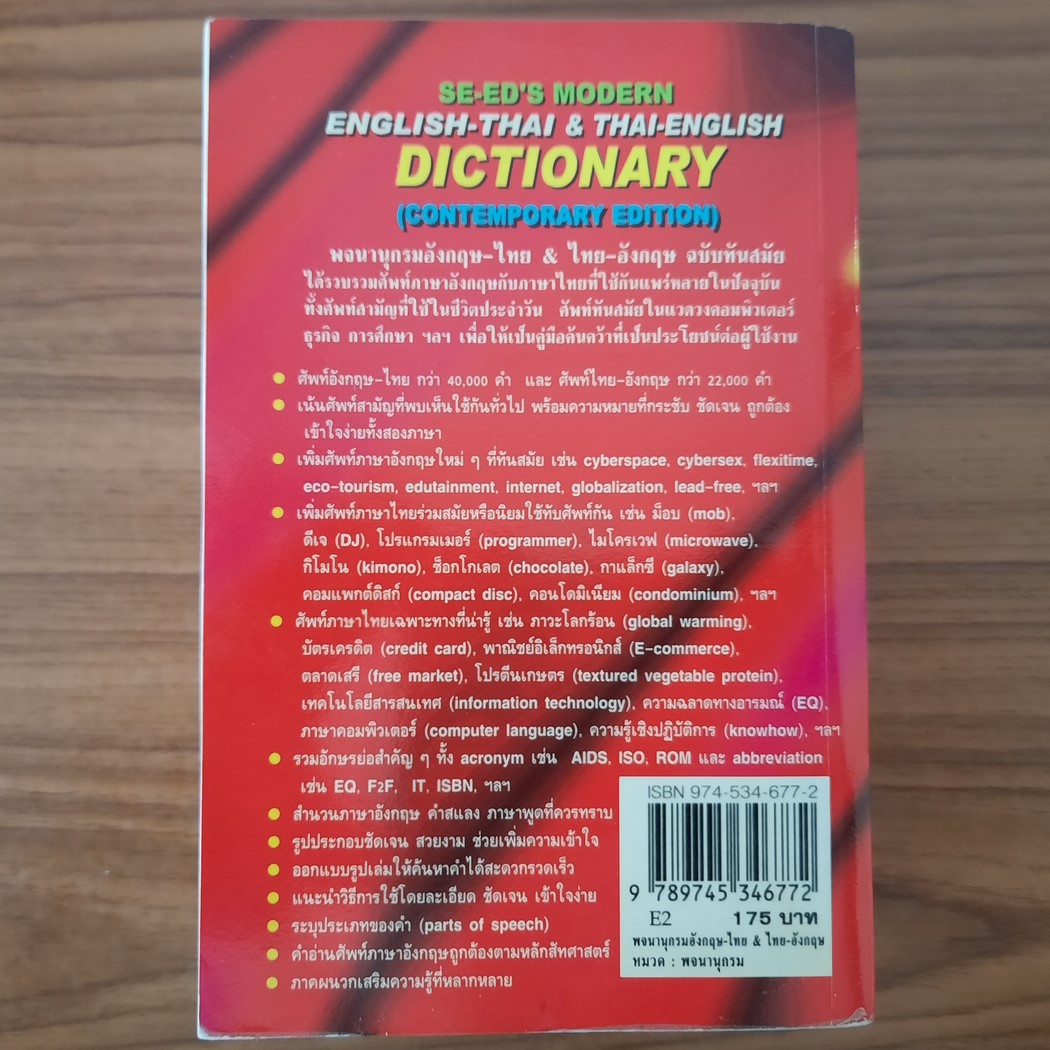 SE-ED'S MODERN
ENGLISH-THAI & THAI-ENGLISH
DICTIONARY
(CONTEMPORARY EDITION)
พจนานุกรมอังกฤษ-ไทย & ไทย-อังกฤษ ฉบับทันสมัย
ได้รวบรวมศัพท์ภาษาอังกฤษกับภาษาไทยที่ใช้กันแพร่หลายในปัจจุบัน
ทั้งศัพท์สามัญที่ใช้ในชีวิตประจำวัน ศัพท์ทันสมัยในแวดวงคอมพิวเตอร์
ธุรกิจ การศึกษา ฯลฯ เพื่อให้เป็นคู่มือค้นคว้าที่เป็นประโยชน์ต่อผู้ใช้งาน
● ศัพท์อังกฤษ-ไทย กว่า 40,000 คำ และ ศัพท์ไทย-อังกฤษ กว่า 22,000 คำ
● เน้นศัพท์สามัญที่พบเห็นใช้กันทั่วไป พร้อมความหมายที่กระชับ ชัดเจน ถูกต้อง
เข้าใจง่ายทั้งสองภาษา
● เพิ่มศัพท์ภาษาอังกฤษใหม่ ๆ ที่ทันสมัย เช่น cyberspace, cybersex, flexitime,
eco-tourism, edutainment, internet, globalization, lead-free, ฯลฯ
● เพิ่มศัพท์ภาษาไทยร่วมสมัยหรือนิยมใช้ทับศัพท์กัน เช่น ม็อบ (mob),
ดีเจ (DJ), โปรแกรมเมอร์ (programmer), ไมโครเวฟ (microwave),
กิโมโน (kimono), ช็อกโกเลต (chocolate), กาแล็กซี (galaxy),
คอมแพกต์ดิสก์ (compact disc), คอนโดมิเนียม (condominium), ฯลฯ
● ศัพท์ภาษาไทยเฉพาะทางที่น่ารู้ เช่น ภาวะโลกร้อน (global warming),
บัตรเครดิต (credit card), พาณิชย์อิเล็กทรอนิกส์ (E-commerce),
ตลาดเสรี (free market), โปรตีนเกษตร (textured vegetable protein),
เทคโนโลยีสารสนเทศ (information technology), ความฉลาดทางอารมณ์ (EQ),
ภาษาคอมพิวเตอร์ (computer language), ความรู้เชิงปฏิบัติการ (knowhow), ฯลฯ
● รวมอักษรย่อสำคัญ ๆ ทั้ง acronym เช่น AIDS, ISO, ROM และ abbreviation
เช่น EQ, F2F, IT, ISBN, ฯลฯ
● สำนวนภาษาอังกฤษ คำสแลง ภาษาพูดที่ควรทราบ
● รูปประกอบชัดเจน สวยงาม ช่วยเพิ่มความเข้าใจ
● ออกแบบรูปเล่มให้ค้นหาคำได้สะดวกรวดเร็ว
● แนะนำวิธีการใช้โดยละเอียด ชัดเจน เข้าใจง่าย
● ระบุประเภทของคำ (parts of speech)
● คำอ่านศัพท์ภาษาอังกฤษถูกต้องตามหลักสัทศาสตร์
● ภาคผนวกเสริมความรู้ที่หลากหลาย
ISBN 974-534-677-2
9 789745 346772
E2 175 บาท
พจนานุกรมอังกฤษ-ไทย & ไทย-อังกฤษ
หมวด : พจนานุกรม